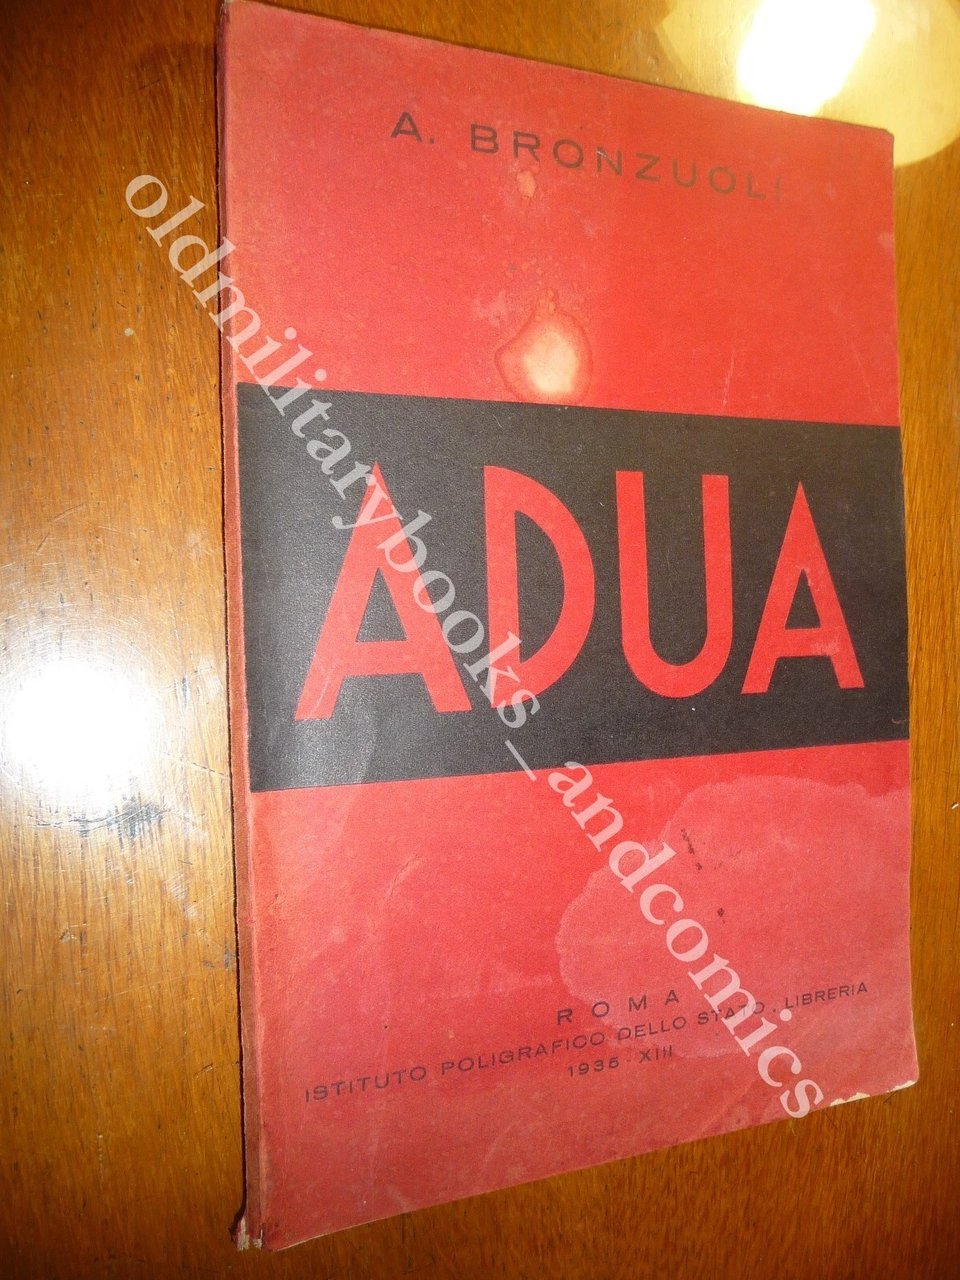 A. BRONZUOLI
ADUA
ROMA
ISTITUTO POLIGRAFICO DELLO STATO . LIBRERIA
1935 - XIII
oldmilitarybooks_andcomics